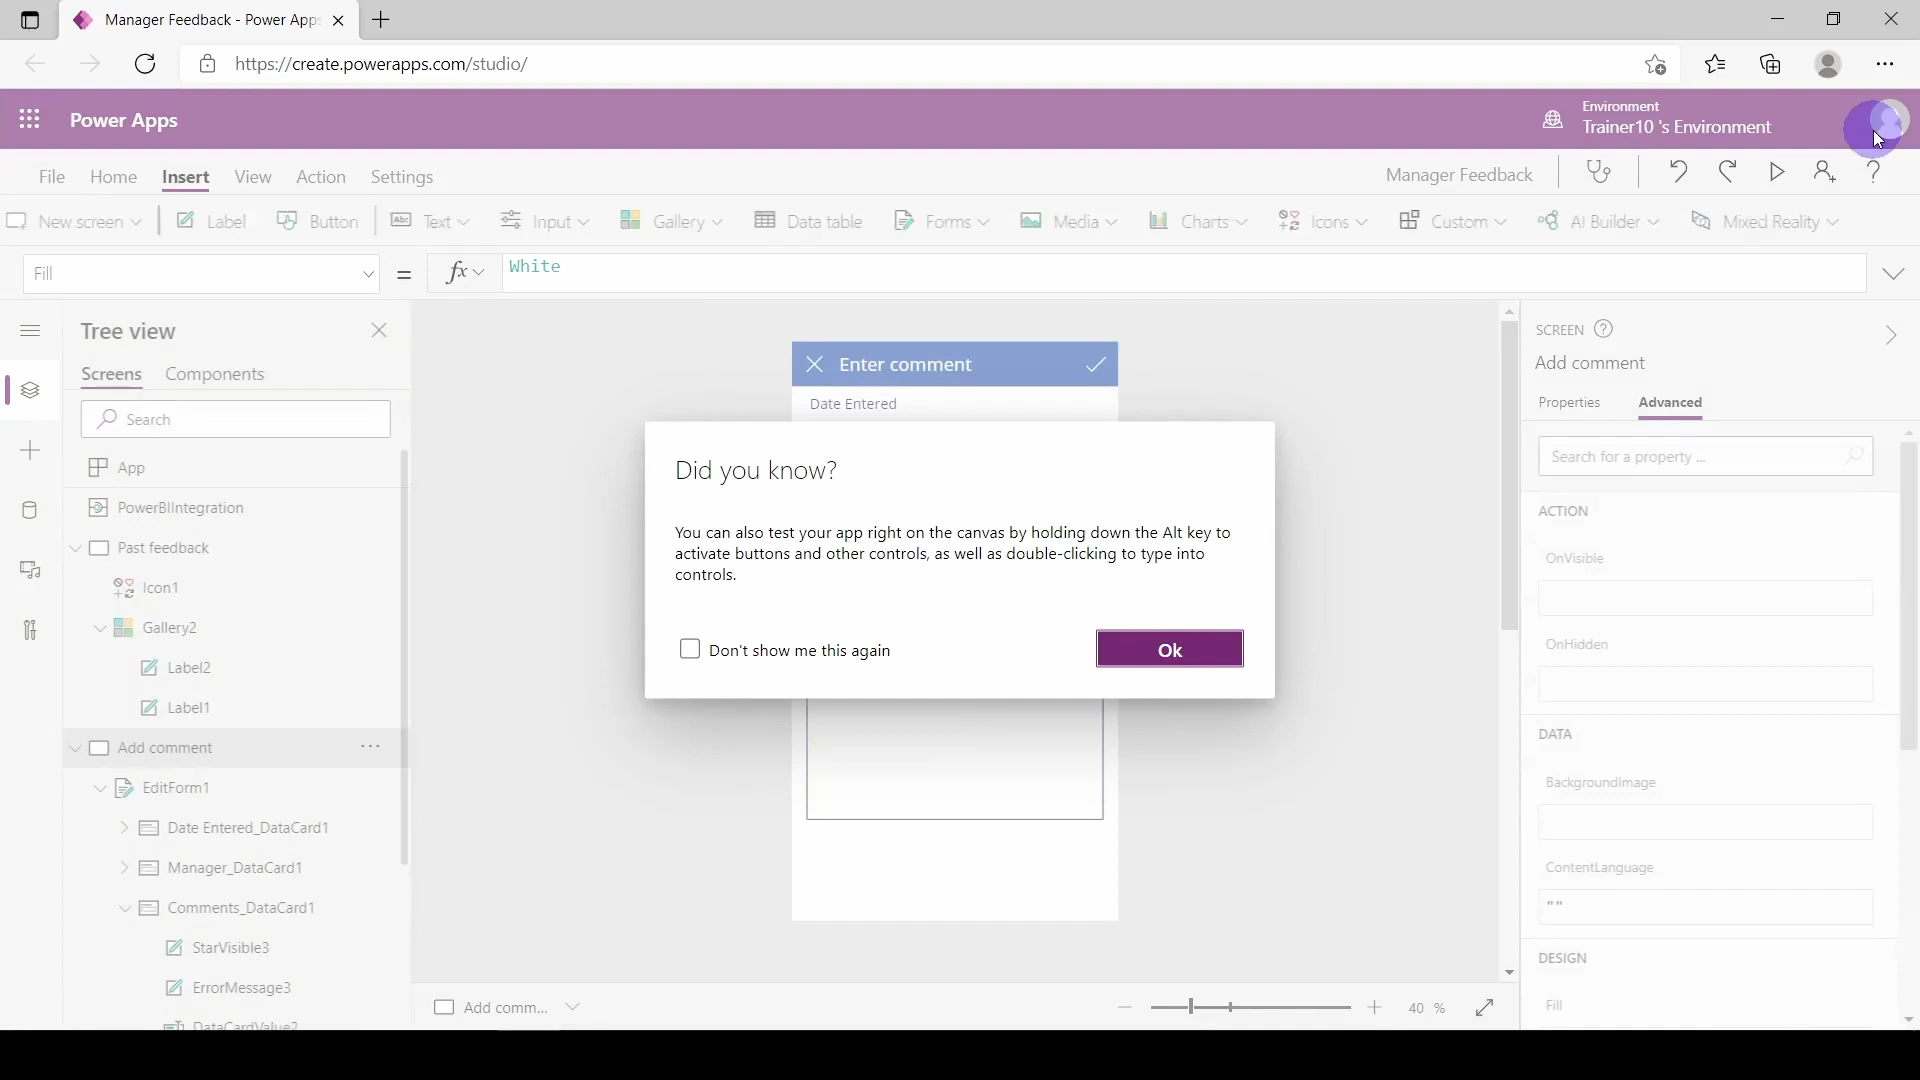 Manager Feedback - Power Apps
https://create.powerapps.com/studio/
Power Apps
Environment
Trainer10 's Environment
File Home Insert View Action Settings
Manager Feedback
New screen Label Button Text Input Gallery Data table Forms Media Charts Icons Custom AI Builder Mixed Reality
Abc
Fill = fx White
Tree view
Screens Components
Search
App
PowerBIIntegration
Past feedback
Icon1
Gallery2
Label2
Label1
Add comment
EditForm1
Date Entered_DataCard1
Manager_DataCard1
Comments_DataCard1
StarVisible3
ErrorMessage3
DataCardValue2
Enter comment
Date Entered
Did you know?
You can also test your app right on the canvas by holding down the Alt key to
activate buttons and other controls, as well as double-clicking to type into
controls.
Don't show me this again
Ok
Add comm...
40 %
SCREEN
Add comment
Properties Advanced
Search for a property ...
ACTION
OnVisible
OnHidden
DATA
BackgroundImage
ContentLanguage
""
DESIGN
Fill